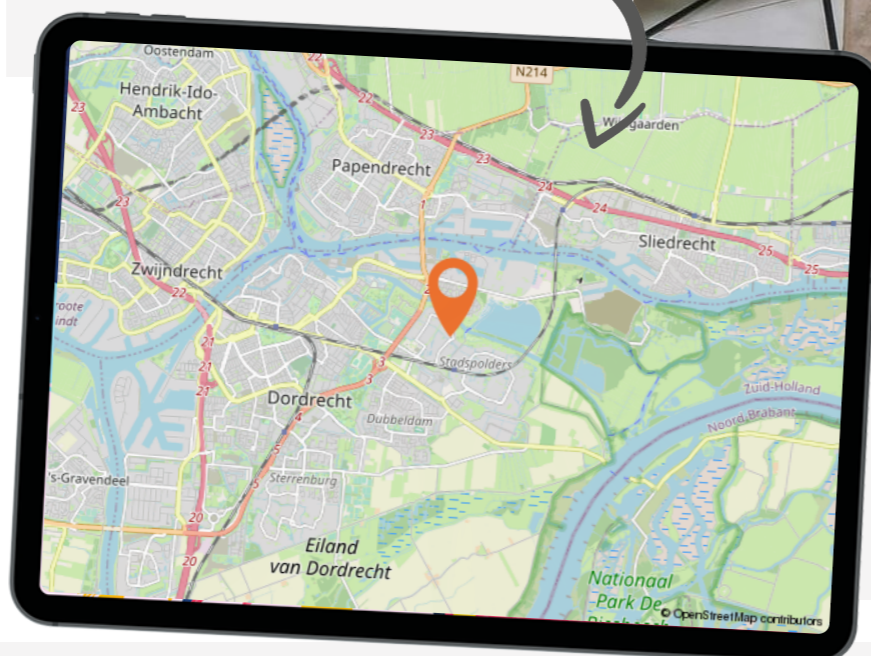 Oostendam
22
N214
23
Hendrik-Ido-
Ambacht
22
23
Papendrecht
23
24
24
23
1
Sliedrecht
25
25
Zwijndrecht
22
21
21
21
3
3
Stadspolders
Dordrecht
4
Dubbeldam
Zuid-Holland
Noord-Brabant
5
5
's-Gravendeel
Sterrenburg
20
20
Eiland
van Dordrecht
Nationaal
Park De
© OpenStreetMap contributors